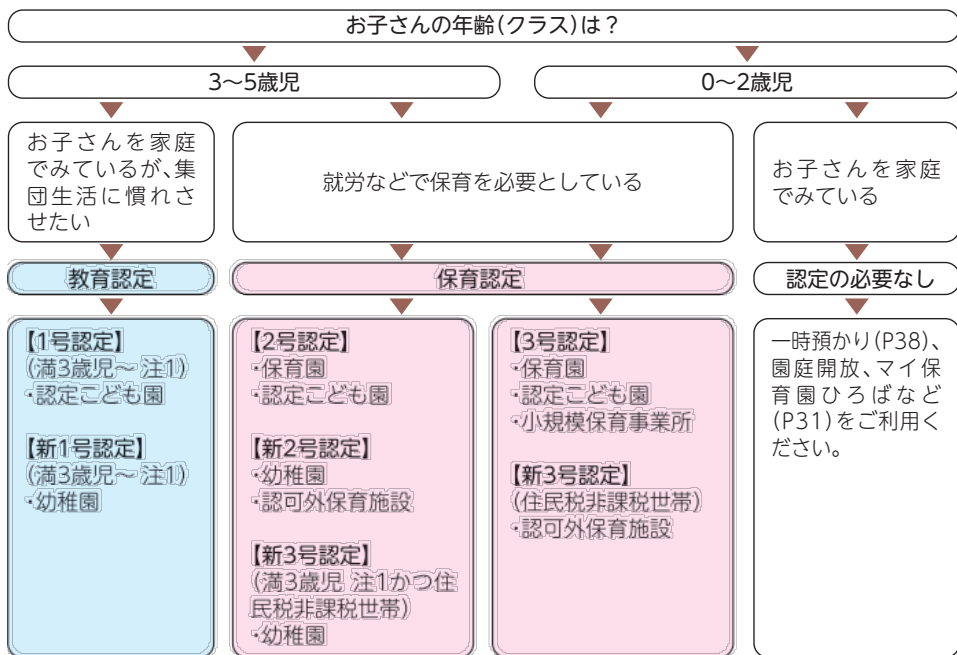 お子さんの年齢(クラス)は？
3～5歳児
0～2歳児
お子さんを家庭
でみているが、集
団生活に慣れさ
せたい
就労などで保育を必要としている
お子さんを家庭
でみている
教育認定
保育認定
認定の必要なし
【1号認定】
(満3歳児～注1)
・認定こども園
【新1号認定】
(満3歳児～注1)
・幼稚園
【2号認定】
・保育園
・認定こども園
【新2号認定】
・幼稚園
・認可外保育施設
【新3号認定】
(満3歳児 注1かつ住
民税非課税世帯)
・幼稚園
【3号認定】
・保育園
・認定こども園
・小規模保育事業所
【新3号認定】
(住民税非課税世帯)
・認可外保育施設
一時預かり(P38)、
園庭開放、マイ保
育園ひろばなど
(P31)をご利用く
ださい。